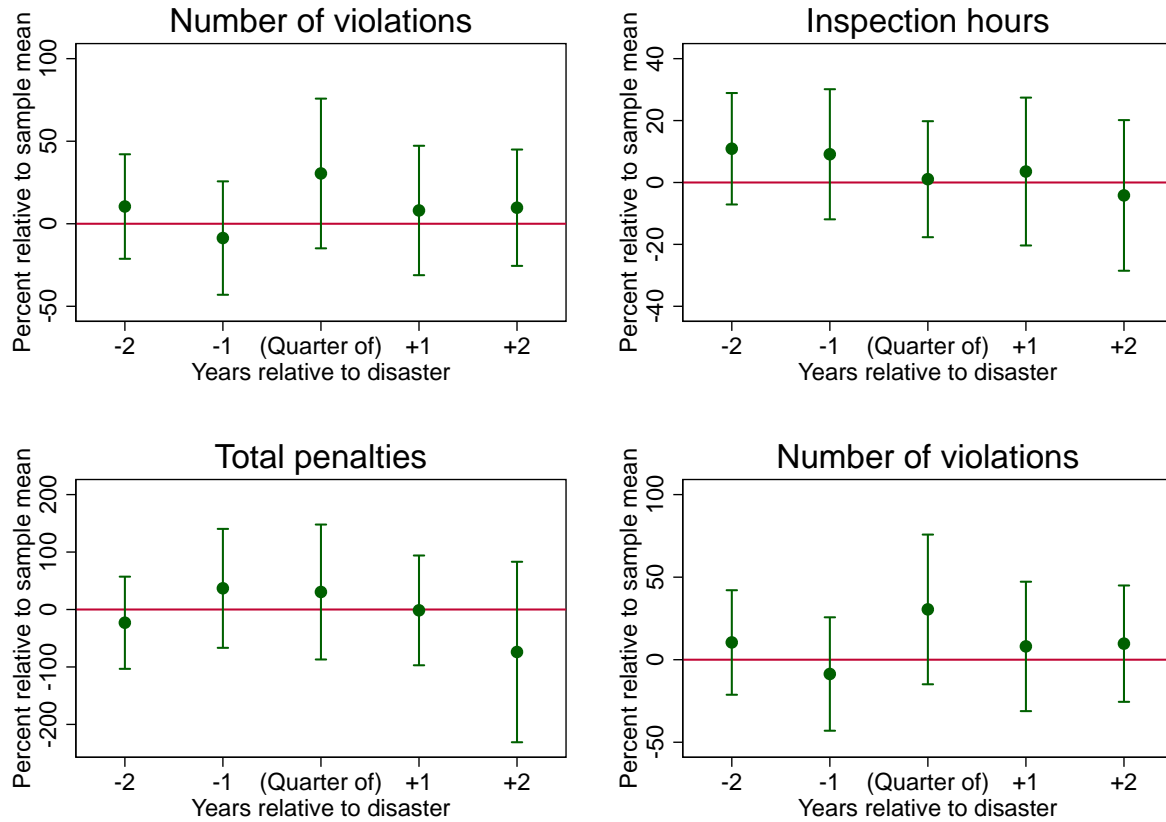 Number of violations
Percent relative to sample mean
100
50
0
-50
-2 -1 (Quarter of) +1 +2
Years relative to disaster
Inspection hours
Percent relative to sample mean
40
20
0
-20
-40
-2 -1 (Quarter of) +1 +2
Years relative to disaster
Total penalties
Percent relative to sample mean
200
100
0
-100
-200
-2 -1 (Quarter of) +1 +2
Years relative to disaster
Number of violations
Percent relative to sample mean
100
50
0
-50
-2 -1 (Quarter of) +1 +2
Years relative to disaster